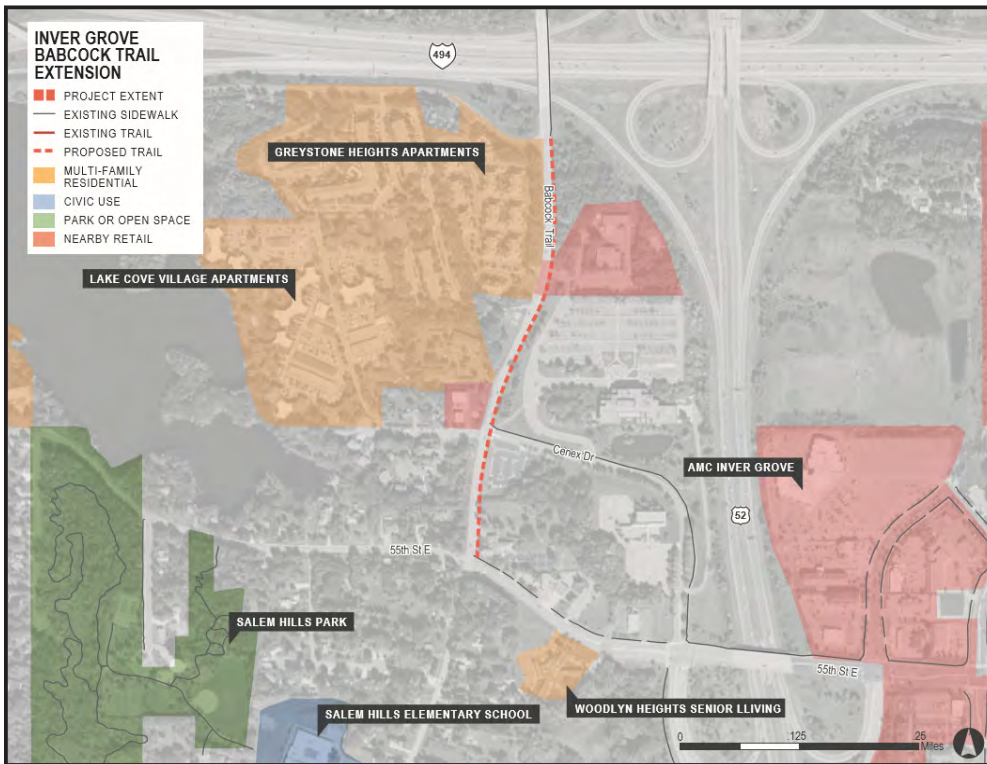 INVER GROVE
BABCOCK TRAIL
EXTENSION
PROJECT EXTENT
EXISTING SIDEWALK
EXISTING TRAIL
PROPOSED TRAIL
MULTI-FAMILY
RESIDENTIAL
CIVIC USE
PARK OR OPEN SPACE
NEARBY RETAIL
494
GREYSTONE HEIGHTS APARTMENTS
Babcock Trail
LAKE COVE VILLAGE APARTMENTS
Cenex Dr
AMC INVER GROVE
52
55th St E
SALEM HILLS PARK
55th St E
SALEM HILLS ELEMENTARY SCHOOL
WOODLYN HEIGHTS SENIOR LLIVING
0 .125 .25
Miles